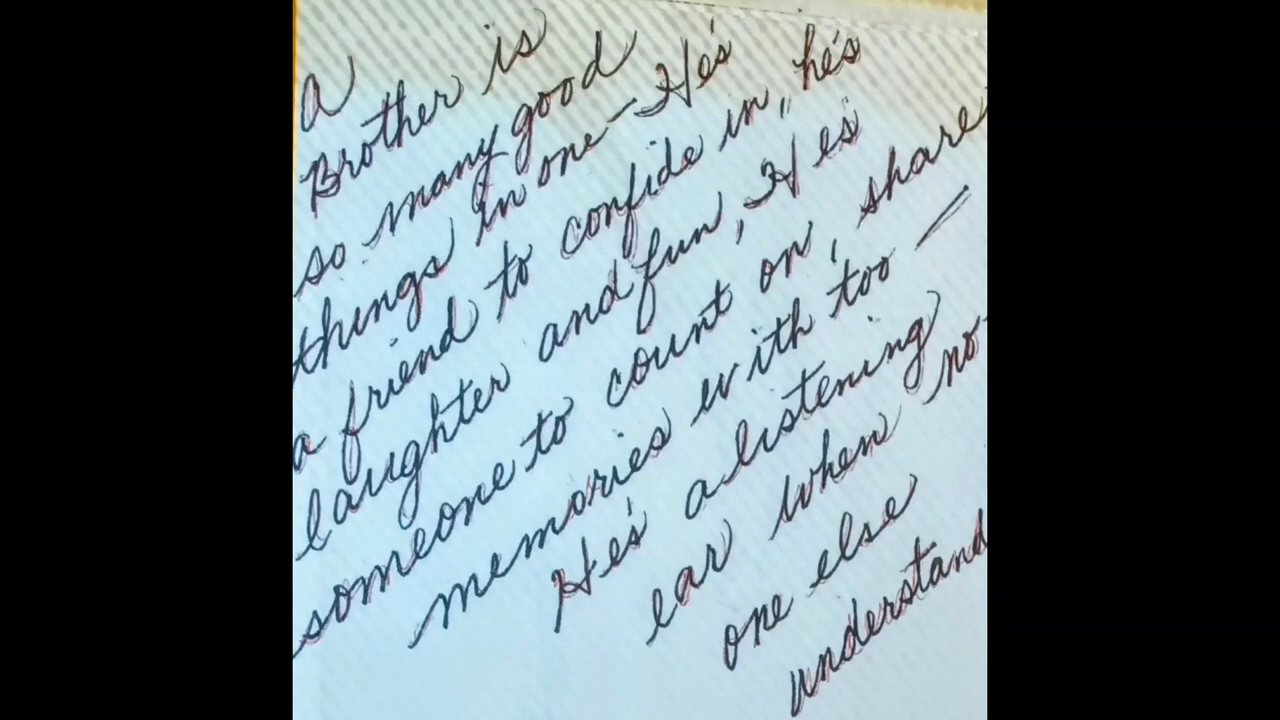 a
Brother is
so many good
things in one — He's
a friend to confide in, he's
laughter and fun, He's
someone to count on, share
memories with too —
He's a listening
ear when no-
one else
understand